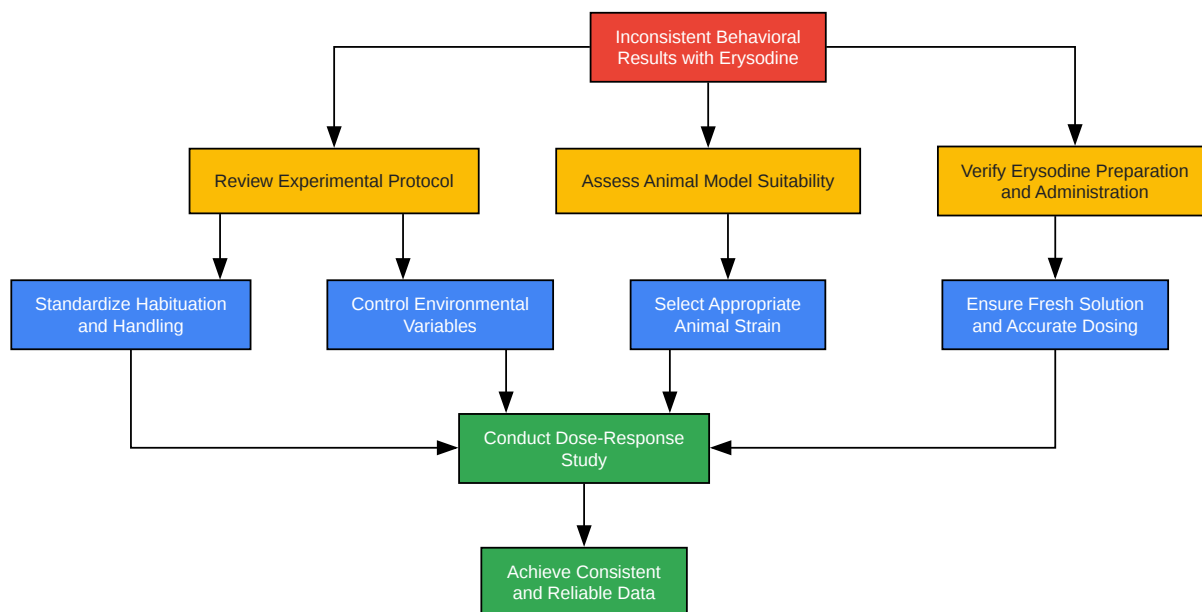 Inconsistent Behavioral
Results with Erysodine
Review Experimental Protocol
Assess Animal Model Suitability
Verify Erysodine Preparation
and Administration
Standardize Habituation
and Handling
Control Environmental
Variables
Select Appropriate
Animal Strain
Ensure Fresh Solution
and Accurate Dosing
Conduct Dose-Response
Study
Achieve Consistent
and Reliable Data